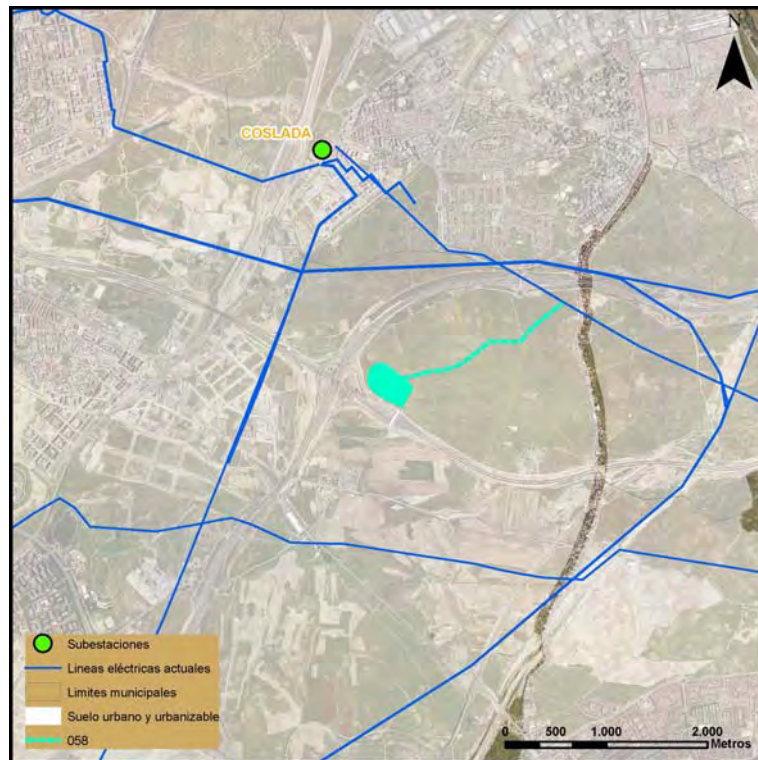 N
COSLADA
Subestaciones
Lineas eléctricas actuales
Limites municipales
Suelo urbano y urbanizable
058
0 500 1.000 2.000
Metros